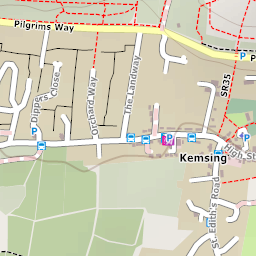 Pilgrims Way
P
P
SR35
The Landway
Dippers Close
Orchard Way
P
P
P
Kemsing
High St
St. Edith's Road